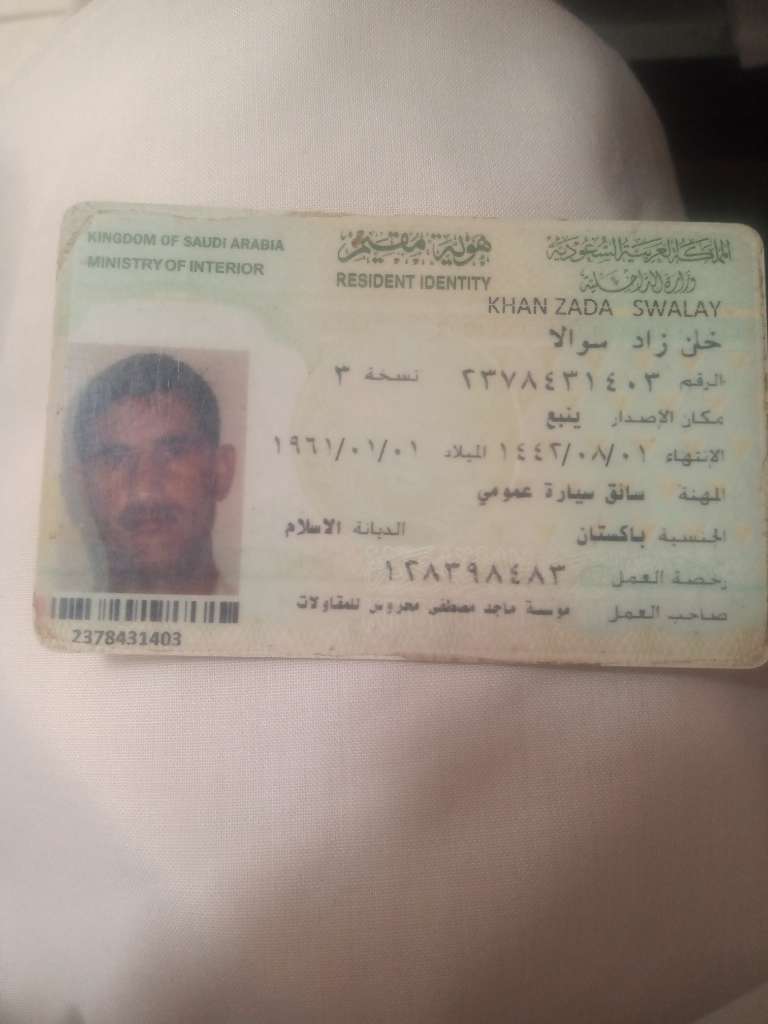 KINGDOM OF SAUDI ARABIA
MINISTRY OF INTERIOR
هوية مقيم
RESIDENT IDENTITY
المملكة العربية السعودية
وزارة الداخلية
KHAN ZADA SWALAY
خان زاد سوالا
الرقم ٢٣٧٨٤٣١٤٠٣ نسخة ٣
مكان الإصدار ينبع
الإنتهاء ١٤٤٢/٠٨/٠١ الميلاد ١٩٦١/٠١/٠١
المهنة سائق سيارة عمومي
الجنسية باكستان الديانة الاسلام
رخصة العمل ١٢٨٣٩٨٤٨٣
صاحب العمل موسسة ماجد مصطفى محروس للمقاولات
2378431403